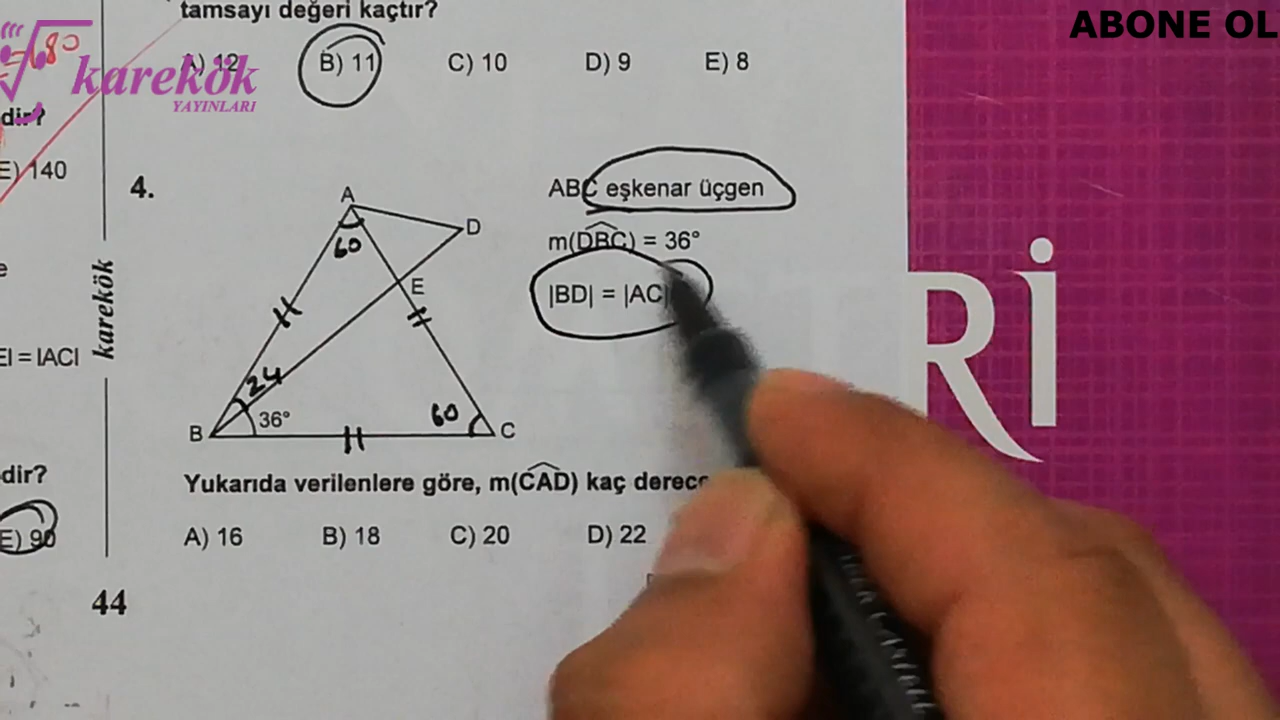 ABONE OL
tamsayı değeri kaçtır?
A) 12 B) 11 C) 10 D) 9 E) 8
karekök
YAYINLARI
80
dir?
E) 140
karekök
EI = IACI
dir?
E) 90
44
4.
ABC eşkenar üçgen
m(DBC) = 36°
|BD| = |AC|
A
D
60
E
24
36°
60
B
C
Yukarıda verilenlere göre, m(CAD) kaç derece
A) 16 B) 18 C) 20 D) 22
Rİ